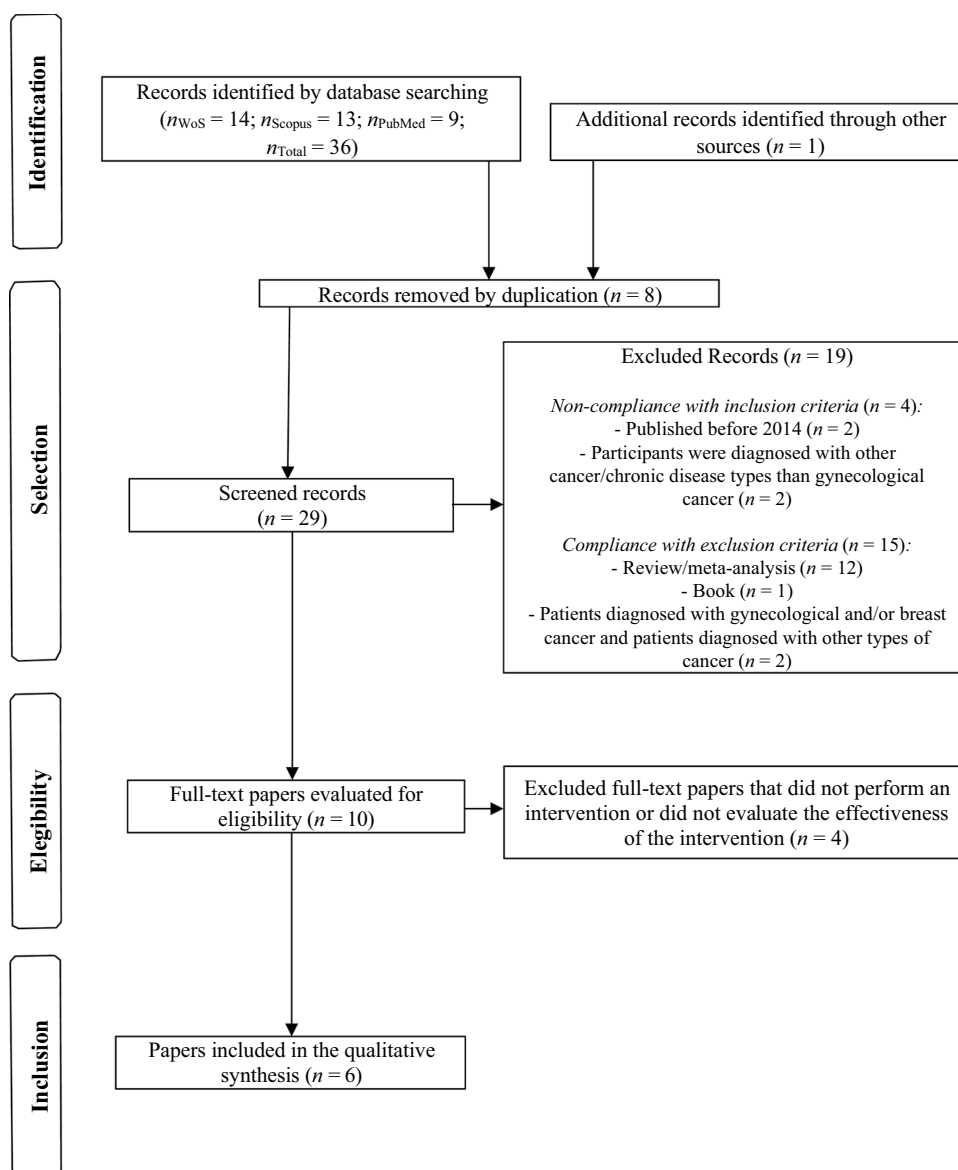 Identification
Records identified by database searching
(nWoS = 14; nScopus = 13; nPubMed = 9;
nTotal = 36)
Additional records identified through other
sources (n = 1)
Selection
Records removed by duplication (n = 8)
Excluded Records (n = 19)
Non-compliance with inclusion criteria (n = 4):
- Published before 2014 (n = 2)
- Participants were diagnosed with other
cancer/chronic disease types than gynecological
cancer (n = 2)
Compliance with exclusion criteria (n = 15):
- Review/meta-analysis (n = 12)
- Book (n = 1)
- Patients diagnosed with gynecological and/or breast
cancer and patients diagnosed with other types of
cancer (n = 2)
Screened records
(n = 29)
Elegibility
Full-text papers evaluated for
eligibility (n = 10)
Excluded full-text papers that did not perform an
intervention or did not evaluate the effectiveness
of the intervention (n = 4)
Inclusion
Papers included in the qualitative
synthesis (n = 6)